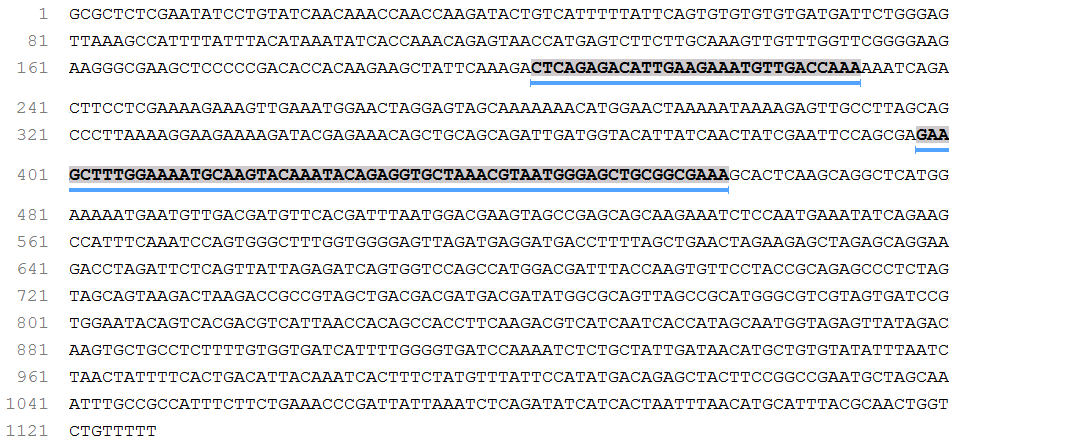 1 GCGCTCTCGAATATCCTGTATCAACAAACCAACCAAGATACTGTCATTTTTATTCAGTGTGTGTGTGATGATTCTGGGAG
81 TTAAAGCCATTTTATTTACATAAATATCACCAAACAGAGTAACCATGAGTCTTCTTGCAAAGTTGTTTGGTTCGGGGAAG
161 AAGGGCGAAGCTCCCCCGACACCACAAGAAGCTATTCAAAGACTCAGAGACATTGAAGAAATGTTGACCAAAAAATCAGA
241 CTTCCTCGAAAAGAAAGTTGAAATGGAACTAGGAGTAGCAAAAAAACATGGAACTAAAAATAAAAGAGTTGCCTTAGCAG
321 CCCTTAAAAGGAAGAAAAGATACGAGAAACAGCTGCAGCAGATTGATGGTACATTATCAACTATCGAATTCCAGCGAGAA
401 GCTTTGGAAAATGCAAGTACAAATACAGAGGTGCTAAACGTAATGGGAGCTGCGGCGAAAGCACTCAAGCAGGCTCATGG
481 AAAAATGAATGTTGACGATGTTCACGATTTAATGGACGAAGTAGCCGAGCAGCAAGAAATCTCCAATGAAATATCAGAAG
561 CCATTTCAAATCCAGTGGGCTTTGGTGGGGAGTTAGATGAGGATGACCTTTTAGCTGAACTAGAAGAGCTAGAGCAGGAA
641 GACCTAGATTCTCAGTTATTAGAGATCAGTGGTCCAGCCATGGACGATTTACCAAGTGTTCCTACCGCAGAGCCCTCTAG
721 TAGCAGTAAGACTAAGACCGCCGTAGCTGACGACGATGACGATATGGCGCAGTTAGCCGCATGGGCGTCGTAGTGATCCG
801 TGGAATACAGTCACGACGTCATTAACCACAGCCACCTTCAAGACGTCATCAATCACCATAGCAATGGTAGAGTTATAGAC
881 AAGTGCTGCCTCTTTTGTGGTGATCATTTTGGGGTGATCCAAAATCTCTGCTATTGATAACATGCTGTGTATATTTAATC
961 TAACTATTTTCACTGACATTACAAATCACTTTCTATGTTTATTCCATATGACAGAGCTACTTCCGGCCGAATGCTAGCAA
1041 ATTTGCCGCCATTTCTTCTGAAACCCGATTATTAAATCTCAGATATCATCACTAATTTAACATGCATTTACGCAACTGGT
1121 CTGTTTTT